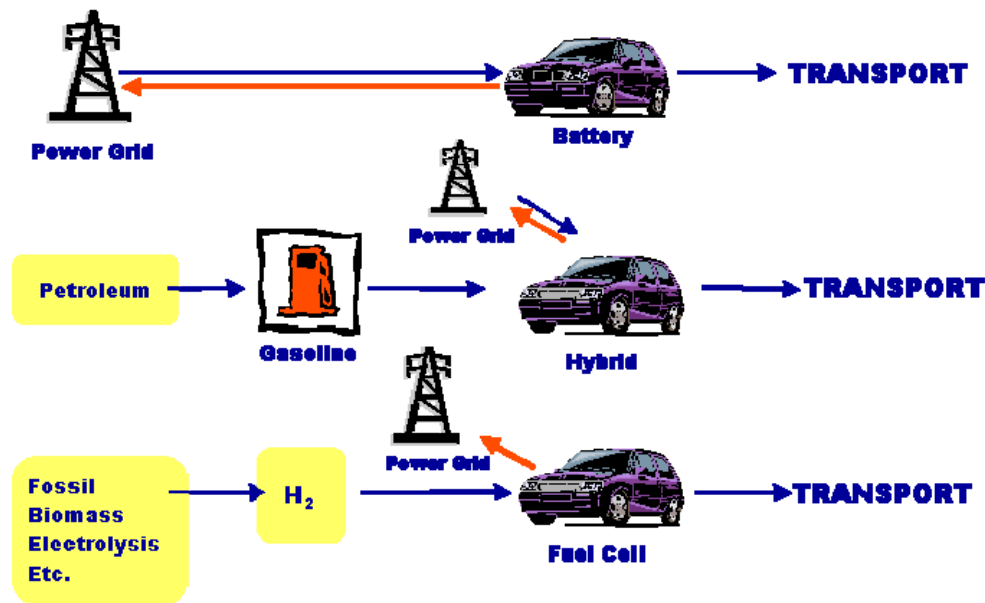 TRANSPORT
Power Grid
Battery
Power Grid
Petroleum
TRANSPORT
Gasoline
Hybrid
Power Grid
Fossil
Biomass
Electrolysis
Etc.
H₂
TRANSPORT
Fuel Cell